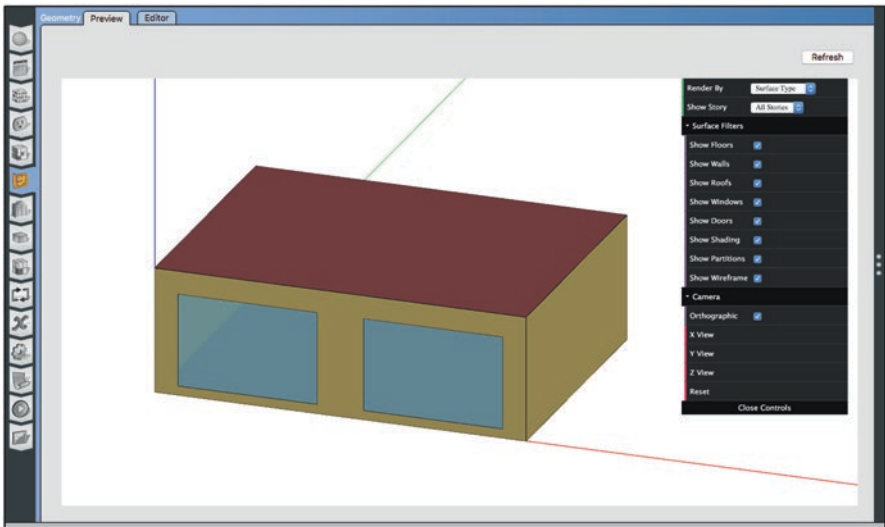 Geometry Preview Editor
Refresh
Render By Surface Type
Show Story All Stories
Surface Filters
Show Floors
Show Walls
Show Roofs
Show Windows
Show Doors
Show Shading
Show Partitions
Show Wireframe
Camera
Orthographic
X View
Y View
Z View
Reset
Close Controls